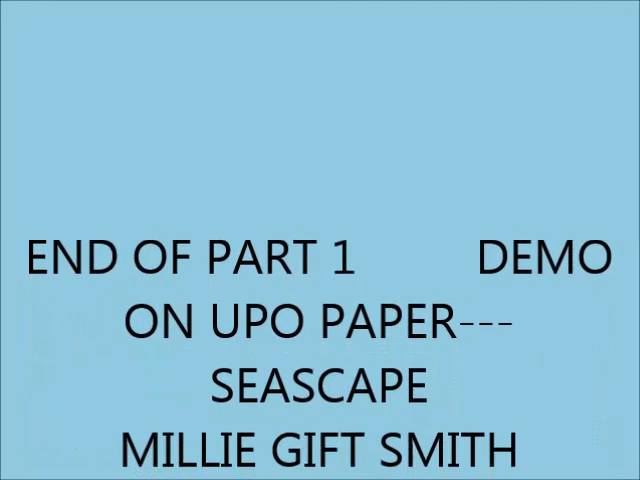 END OF PART 1 DEMO
ON UPO PAPER---
SEASCAPE
MILLIE GIFT SMITH